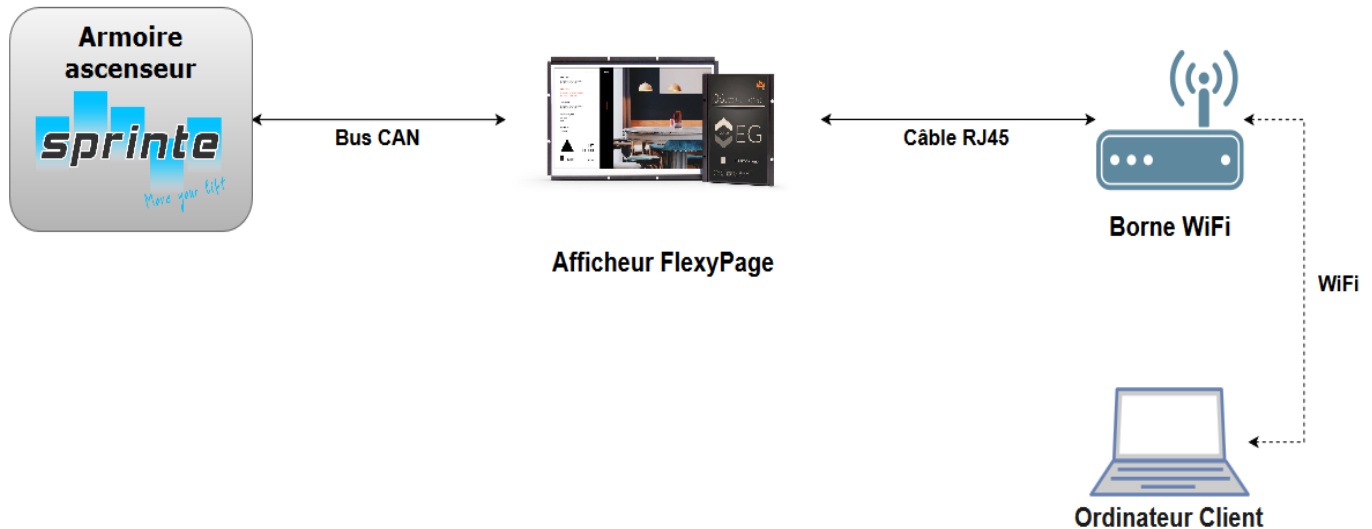 Armoire
ascenseur
sprinte
Move your lift
Bus CAN
EG
Câble RJ45
Afficheur FlexyPage
Borne WiFi
WiFi
Ordinateur Client